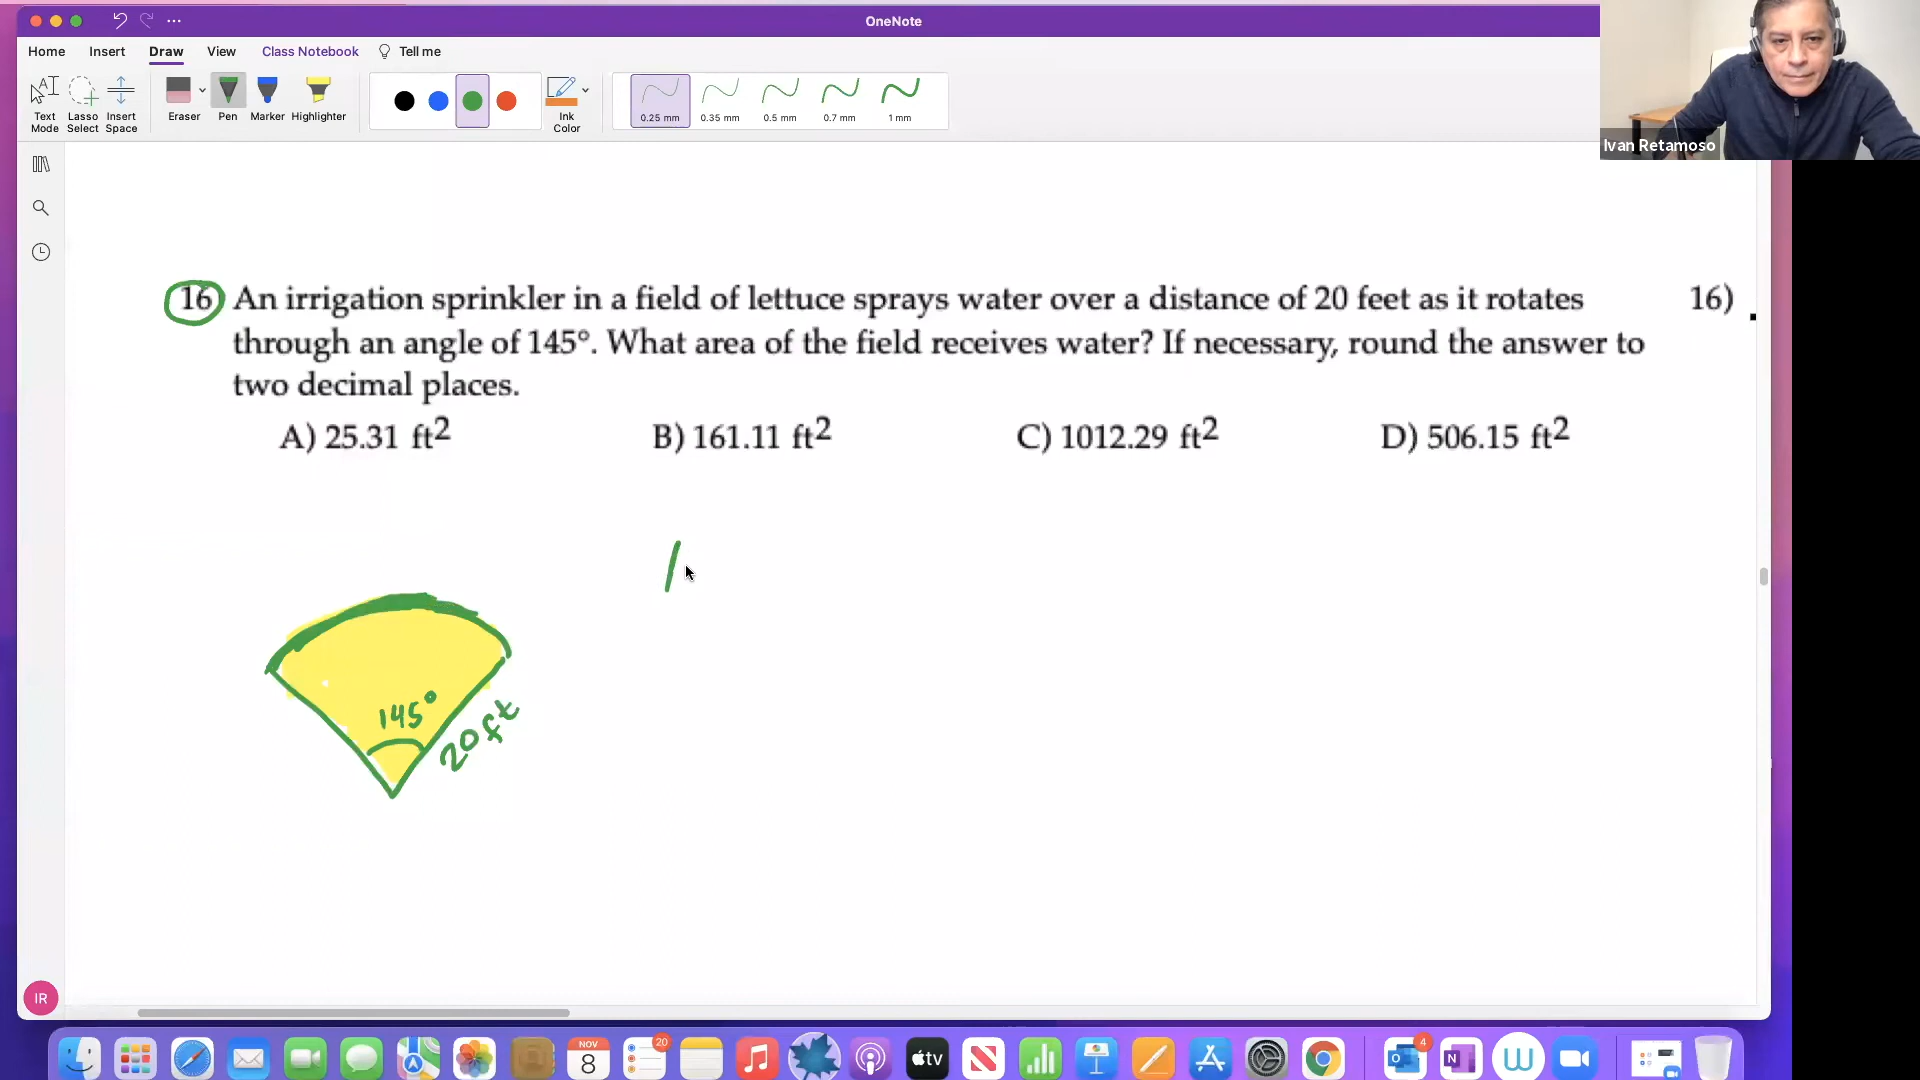 OneNote
Home Insert Draw View Class Notebook Tell me
Text Mode
Lasso Select
Insert Space
Eraser
Pen
Marker
Highlighter
Ink Color
0.25 mm
0.35 mm
0.5 mm
0.7 mm
1 mm
Ivan Retamoso
16 An irrigation sprinkler in a field of lettuce sprays water over a distance of 20 feet as it rotates 16)
through an angle of 145°. What area of the field receives water? If necessary, round the answer to
two decimal places.
A) 25.31 ft2 B) 161.11 ft2 C) 1012.29 ft2 D) 506.15 ft2
145°
20ft
IR
NOV
8
20
tv
4
N
W